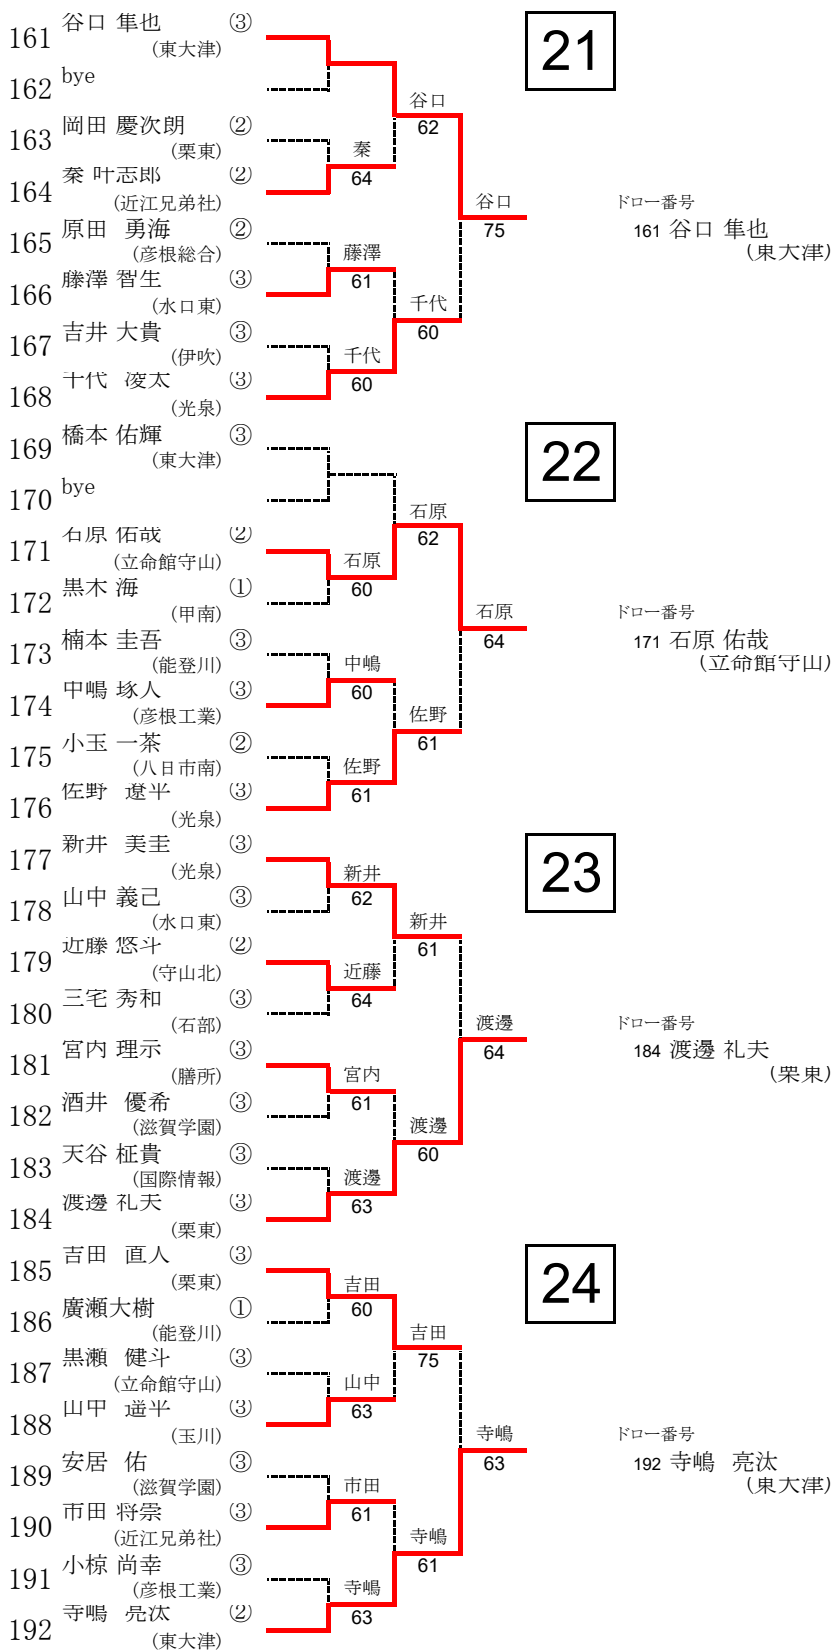 161 谷口 隼也 ③
(東大津)
162 bye
163 岡田 慶次朗 ②
(栗東)
164 秦 叶志郎 ②
(近江兄弟社)
165 原田 勇海 ②
(彦根総合)
166 藤澤 智生 ③
(水口東)
167 吉井 大貴 ③
(伊吹)
168 千代 凌太 ③
(光泉)
秦
64
藤澤
61
千代
60
谷口
62
千代
60
谷口
75
21
ドロー番号
161 谷口 隼也
(東大津)
169 橋本 佑輝 ③
(東大津)
170 bye
171 石原 佑哉 ②
(立命館守山)
172 黒木 海 ①
(甲南)
173 楠本 圭吾 ③
(能登川)
174 中嶋 琢人 ③
(彦根工業)
175 小玉 一茶 ②
(八日市南)
176 佐野 遼平 ③
(光泉)
石原
60
中嶋
60
佐野
61
石原
62
佐野
61
石原
64
22
ドロー番号
171 石原 佑哉
(立命館守山)
177 新井 美圭 ③
(光泉)
178 山中 義己 ③
(水口東)
179 近藤 悠斗 ②
(守山北)
180 三宅 秀和 ③
(石部)
181 宮内 理示 ③
(膳所)
182 酒井 優希 ③
(滋賀学園)
183 天谷 柾貴 ③
(国際情報)
184 渡邊 礼夫 ③
(栗東)
新井
62
近藤
64
宮内
61
渡邊
63
新井
61
渡邊
60
渡邊
64
23
ドロー番号
184 渡邊 礼夫
(栗東)
185 吉田 直人 ③
(栗東)
186 廣瀬大樹 ①
(能登川)
187 黒瀬 健斗 ③
(立命館守山)
188 山中 遥平 ③
(玉川)
189 安居 佑 ③
(滋賀学園)
190 市田 将崇 ③
(近江兄弟社)
191 小椋 尚幸 ③
(彦根工業)
192 寺嶋 亮汰 ②
(東大津)
吉田
60
山中
63
市田
61
寺嶋
63
吉田
75
寺嶋
61
寺嶋
63
24
ドロー番号
192 寺嶋 亮汰
(東大津)